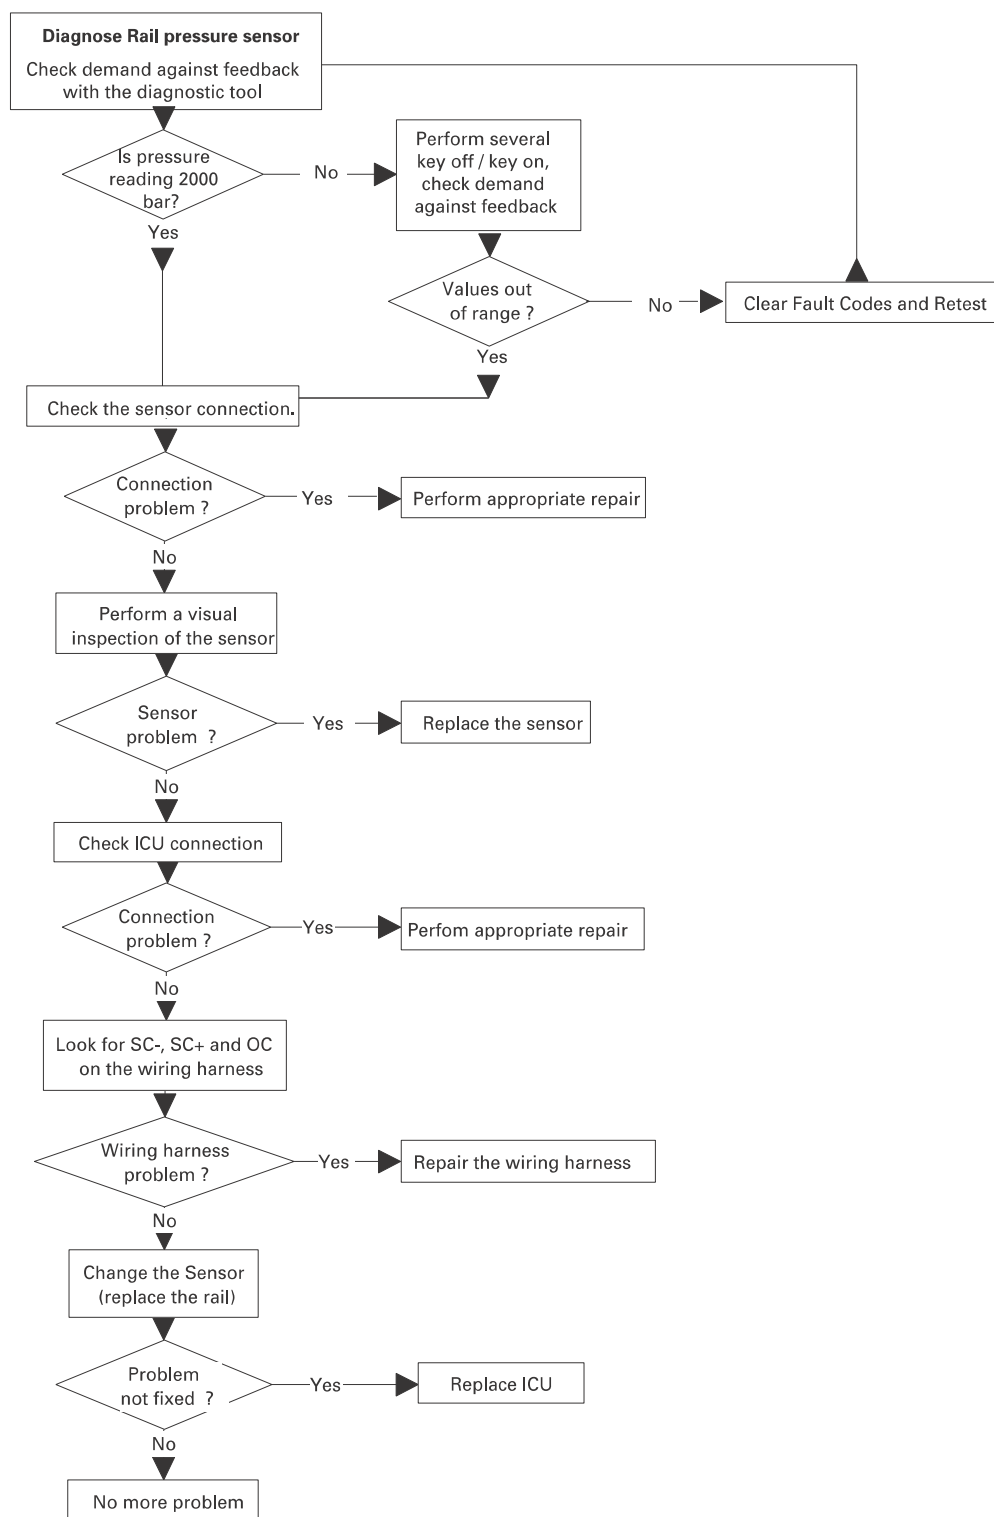 Diagnose Rail pressure sensor
Check demand against feedback
with the diagnostic tool
Is pressure
reading 2000
bar?
No
Perform several
key off / key on,
check demand
against feedback
Yes
Values out
of range ?
No
Clear Fault Codes and Retest
Yes
Check the sensor connection.
Connection
problem ?
Yes
Perform appropriate repair
No
Perform a visual
inspection of the sensor
Sensor
problem ?
Yes
Replace the sensor
No
Check ICU connection
Connection
problem ?
Yes
Perfom appropriate repair
No
Look for SC-, SC+ and OC
on the wiring harness
Wiring harness
problem ?
Yes
Repair the wiring harness
No
Change the Sensor
(replace the rail)
Problem
not fixed ?
Yes
Replace ICU
No
No more problem